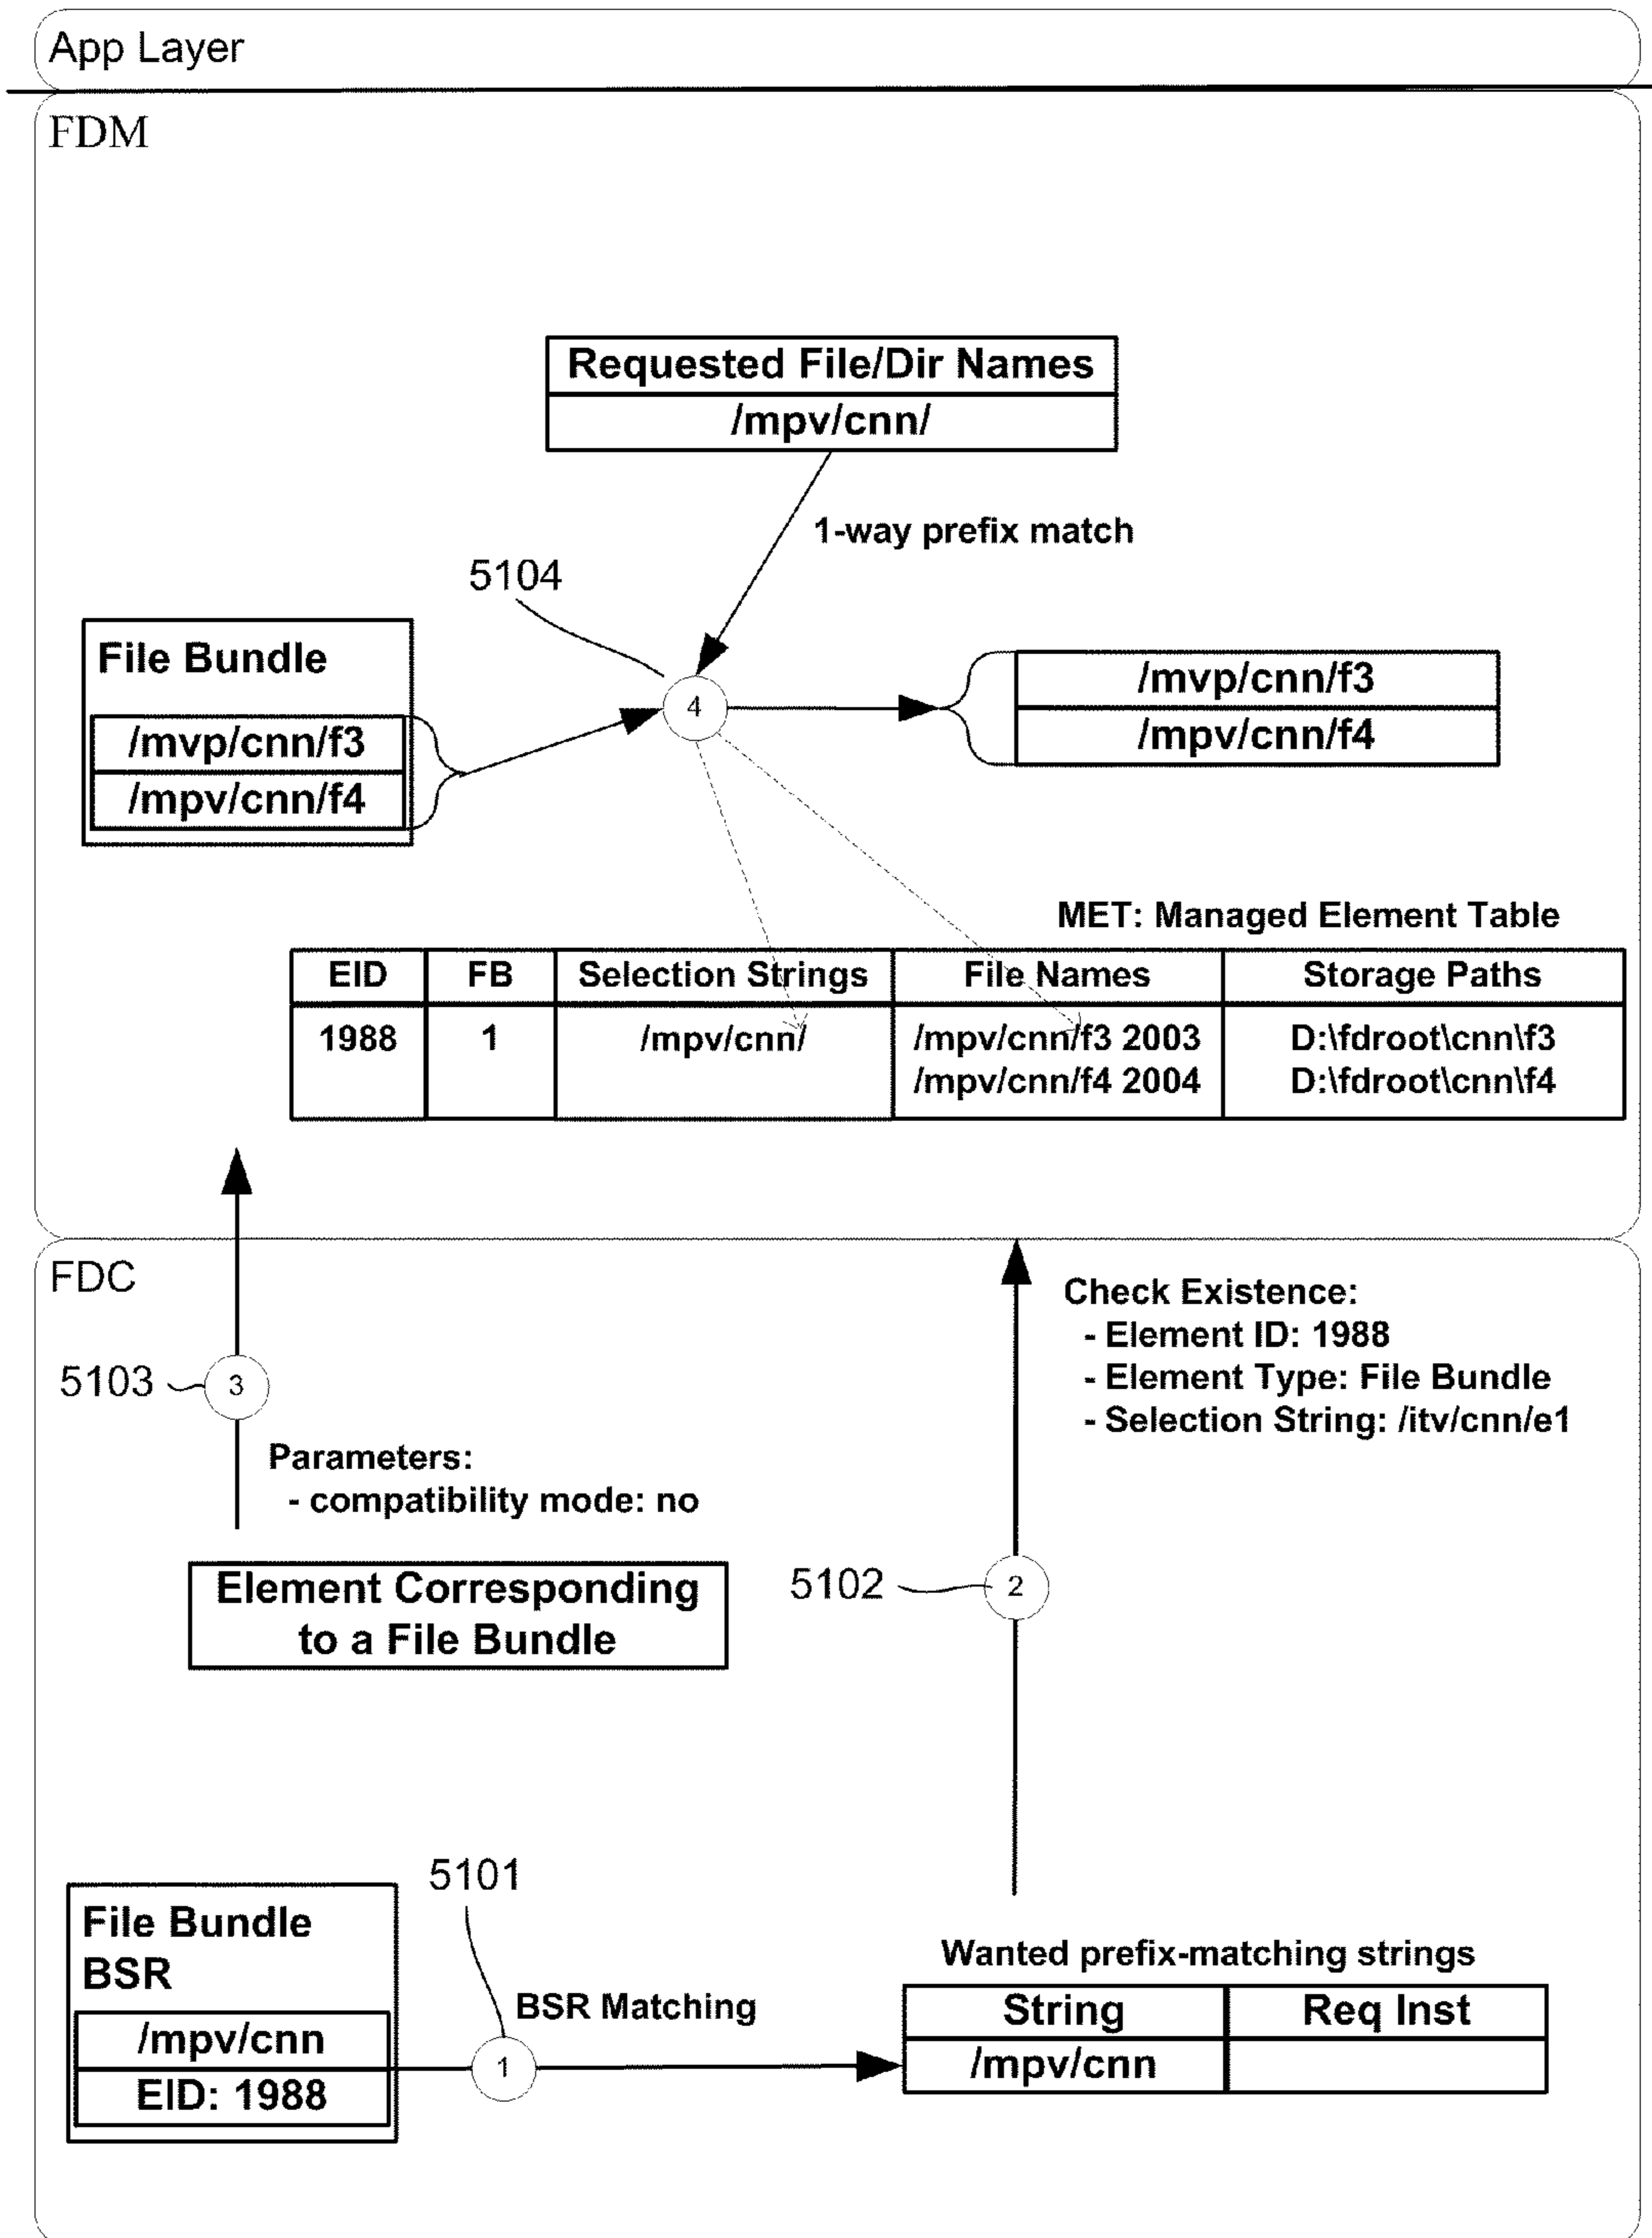 App Layer
FDM
Requested File/Dir Names
/mpv/cnn/
1-way prefix match
5104
File Bundle
/mvp/cnn/f3
/mpv/cnn/f4
4
/mvp/cnn/f3
/mpv/cnn/f4
MET: Managed Element Table
EID FB Selection Strings File Names Storage Paths
1988 1 /mpv/cnn/ /mpv/cnn/f3 2003 D:\fdroot\cnn\f3
/mpv/cnn/f4 2004 D:\fdroot\cnn\f4
FDC
Check Existence:
- Element ID: 1988
- Element Type: File Bundle
- Selection String: /itv/cnn/e1
5103
3
Parameters:
- compatibility mode: no
Element Corresponding
to a File Bundle
5102
2
5101
File Bundle
BSR
/mpv/cnn
EID: 1988
BSR Matching
1
Wanted prefix-matching strings
String Req Inst
/mpv/cnn